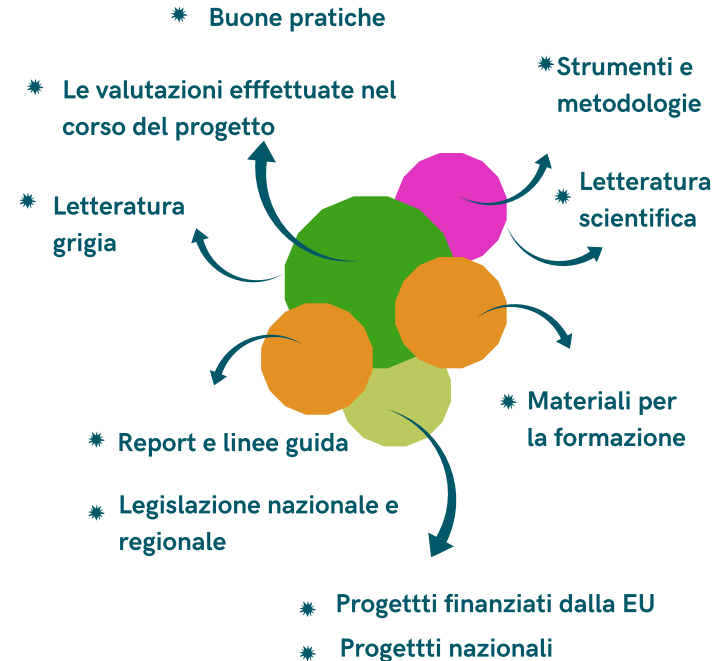 Buone pratiche
Le valutazioni efffettuate nel
corso del progetto
Strumenti e
metodologie
Letteratura
scientifica
Letteratura
grigia
Materiali per
la formazione
Report e linee guida
Legislazione nazionale e
regionale
Progettti finanziati dalla EU
Progettti nazionali